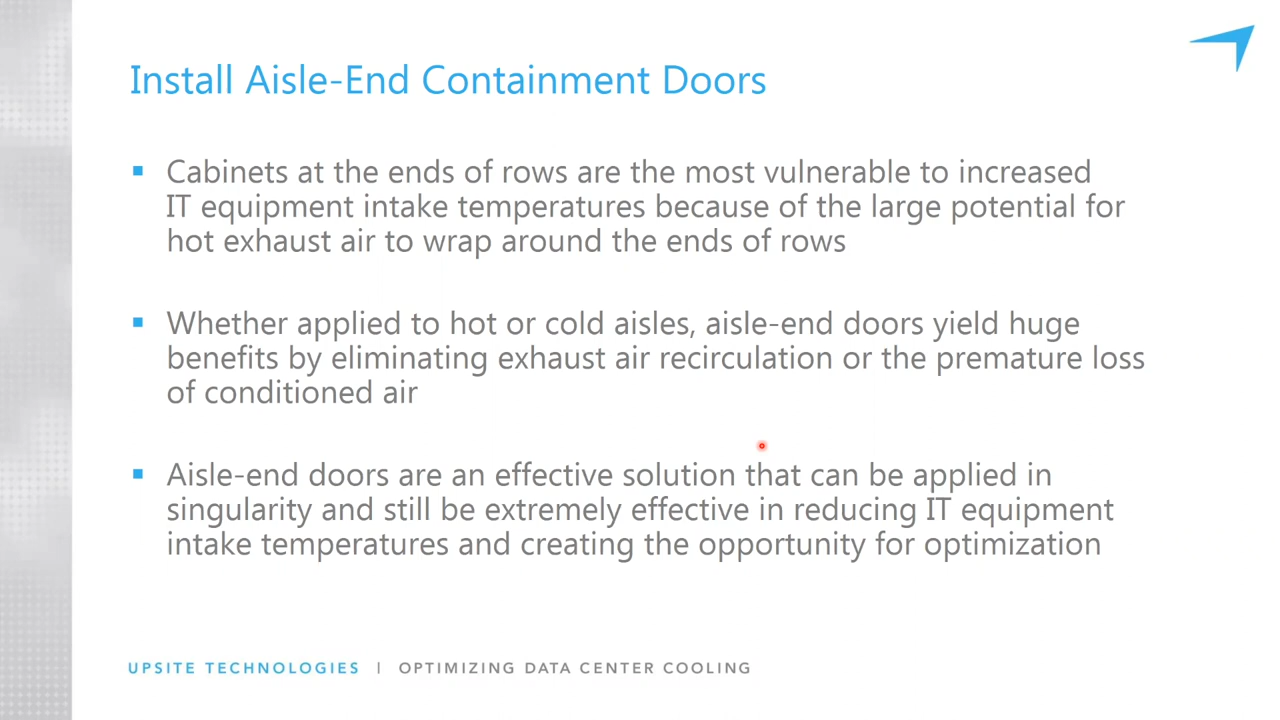 Install Aisle-End Containment Doors
▪ Cabinets at the ends of rows are the most vulnerable to increased
IT equipment intake temperatures because of the large potential for
hot exhaust air to wrap around the ends of rows
▪ Whether applied to hot or cold aisles, aisle-end doors yield huge
benefits by eliminating exhaust air recirculation or the premature loss
of conditioned air
▪ Aisle-end doors are an effective solution that can be applied in
singularity and still be extremely effective in reducing IT equipment
intake temperatures and creating the opportunity for optimization
UPSITE TECHNOLOGIES | OPTIMIZING DATA CENTER COOLING